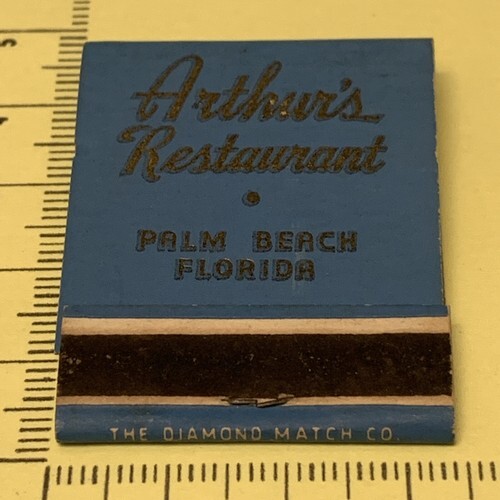 Arthur's
Restaurant
•
PALM BEACH
FLORIDA
THE DIAMOND MATCH CO.